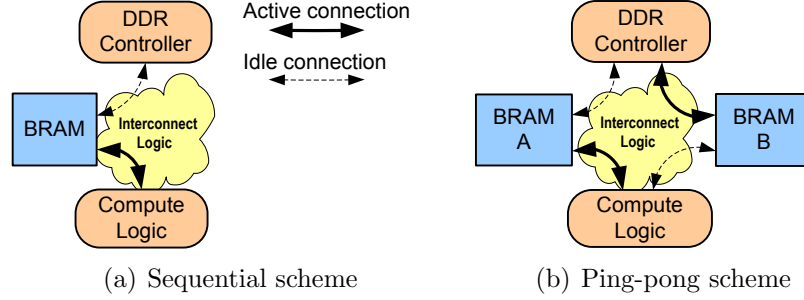 DDR
Controller
Active connection
Idle connection
BRAM
Interconnect
Logic
Compute
Logic
(a) Sequential scheme
DDR
Controller
BRAM
A
Interconnect
Logic
BRAM
B
Compute
Logic
(b) Ping-pong scheme